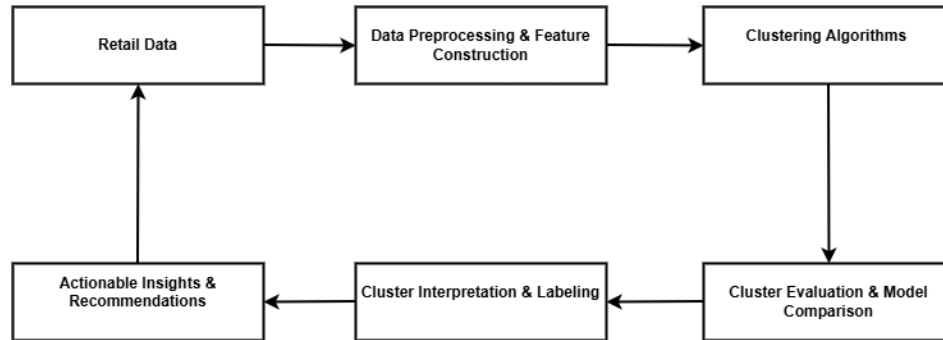 Retail Data
Data Preprocessing & Feature
Construction
Clustering Algorithms
Actionable Insights &
Recommendations
Cluster Interpretation & Labeling
Cluster Evaluation & Model
Comparison